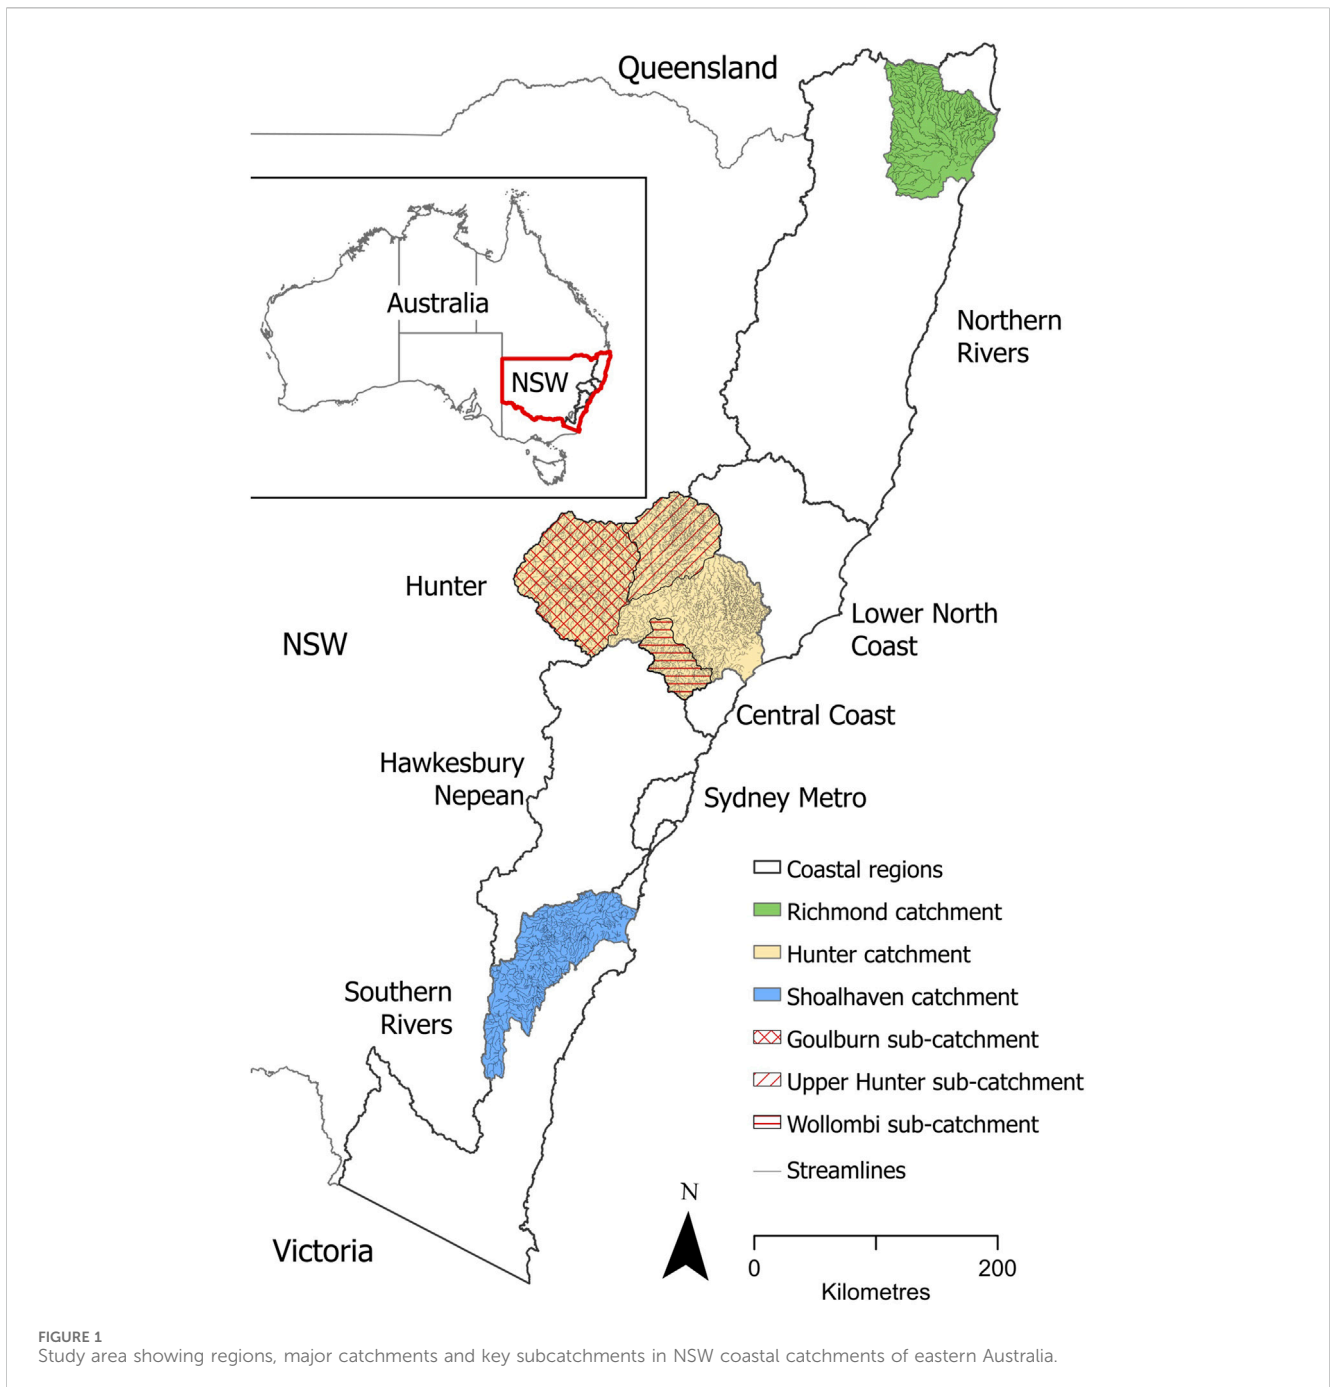 Queensland
Australia
NSW
Northern
Rivers
Hunter
NSW
Lower North
Coast
Central Coast
Hawkesbury
Nepean
Sydney Metro
Southern
Rivers
Victoria
Coastal regions
Richmond catchment
Hunter catchment
Shoalhaven catchment
Goulburn sub-catchment
Upper Hunter sub-catchment
Wollombi sub-catchment
Streamlines
N
0 200
Kilometres
FIGURE 1
Study area showing regions, major catchments and key subcatchments in NSW coastal catchments of eastern Australia.